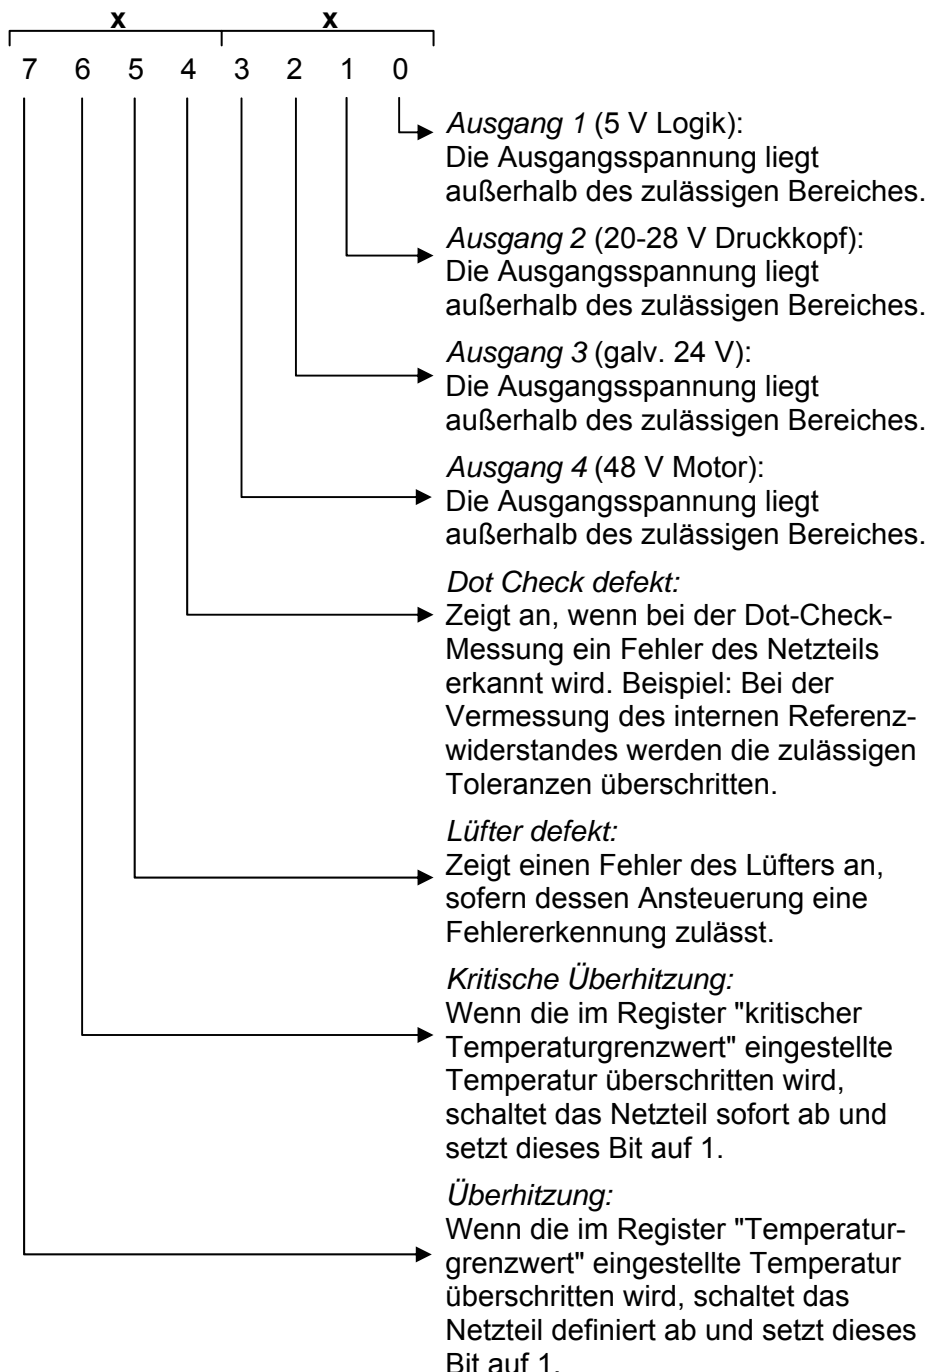 x x
7 6 5 4 3 2 1 0
Ausgang 1 (5 V Logik):
Die Ausgangsspannung liegt
außerhalb des zulässigen Bereiches.
Ausgang 2 (20-28 V Druckkopf):
Die Ausgangsspannung liegt
außerhalb des zulässigen Bereiches.
Ausgang 3 (galv. 24 V):
Die Ausgangsspannung liegt
außerhalb des zulässigen Bereiches.
Ausgang 4 (48 V Motor):
Die Ausgangsspannung liegt
außerhalb des zulässigen Bereiches.
Dot Check defekt:
Zeigt an, wenn bei der Dot-Check-
Messung ein Fehler des Netzteils
erkannt wird. Beispiel: Bei der
Vermessung des internen Referenz-
widerstandes werden die zulässigen
Toleranzen überschritten.
Lüfter defekt:
Zeigt einen Fehler des Lüfters an,
sofern dessen Ansteuerung eine
Fehlererkennung zulässt.
Kritische Überhitzung:
Wenn die im Register "kritischer
Temperaturgrenzwert" eingestellte
Temperatur überschritten wird,
schaltet das Netzteil sofort ab und
setzt dieses Bit auf 1.
Überhitzung:
Wenn die im Register "Temperatur-
grenzwert" eingestellte Temperatur
überschritten wird, schaltet das
Netzteil definiert ab und setzt dieses
Bit auf 1.